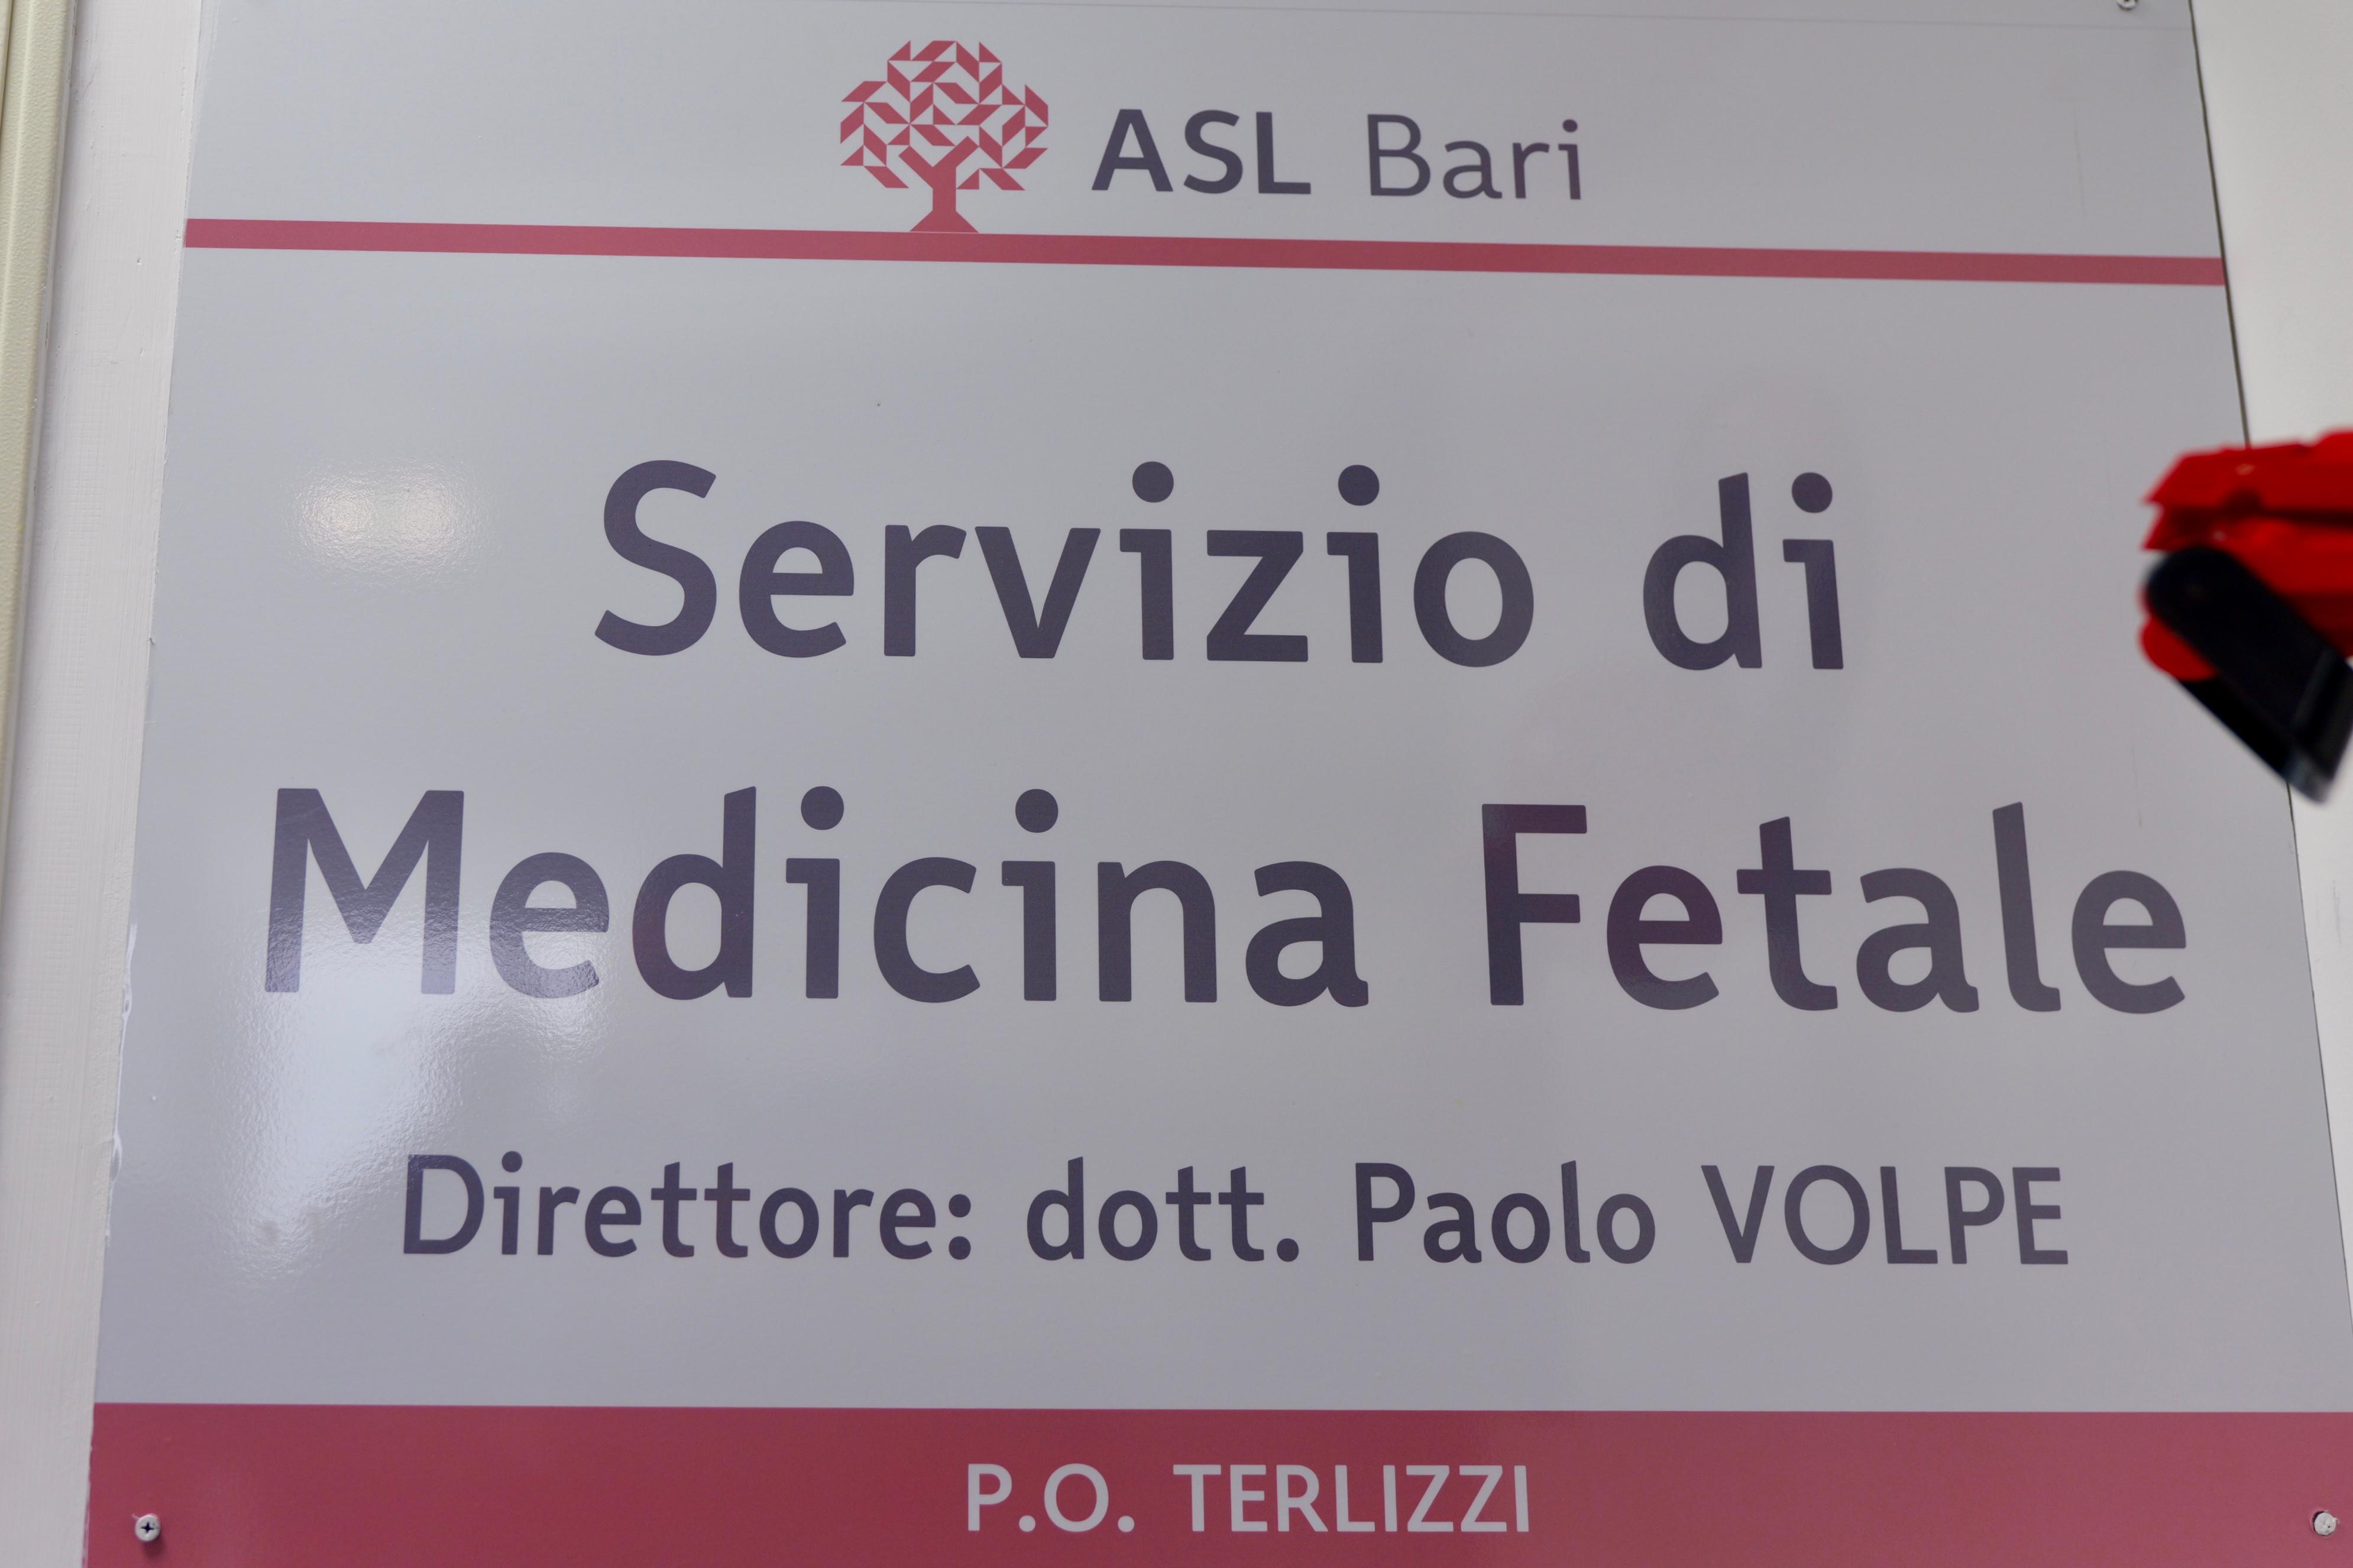 ASL Bari
Servizio di
Medicina Fetale
Direttore: dott. Paolo VOLPE
P.O. TERLIZZI